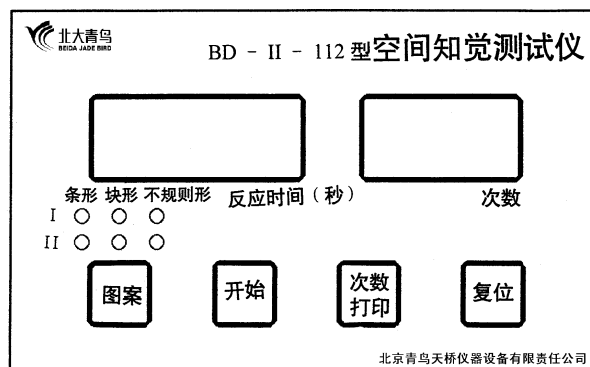 北大青鸟
BEIDA JADE BIRD
BD - II - 112 型空间知觉测试仪
条形 块形 不规则形 反应时间（秒） 次数
I
II
图案 开始 次数 打印 复位
北京青鸟天桥仪器设备有限责任公司